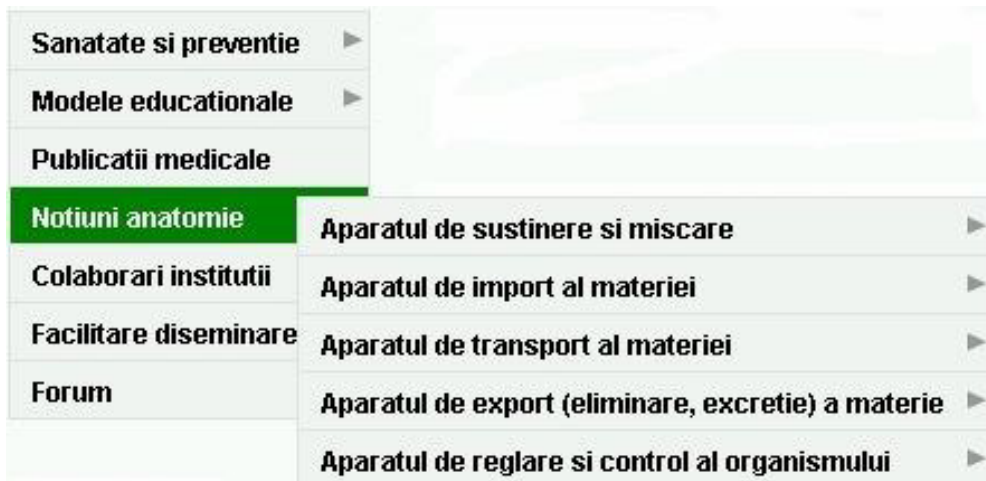 Sanatate si preventie
Modele educationale
Publicatii medicale
Notiuni anatomie
Colaborari institutii
Facilitare diseminare
Forum
Aparatul de sustinere si miscare
Aparatul de import al materiei
Aparatul de transport al materiei
Aparatul de export (eliminare, excretie) a materie
Aparatul de reglare si control al organismului